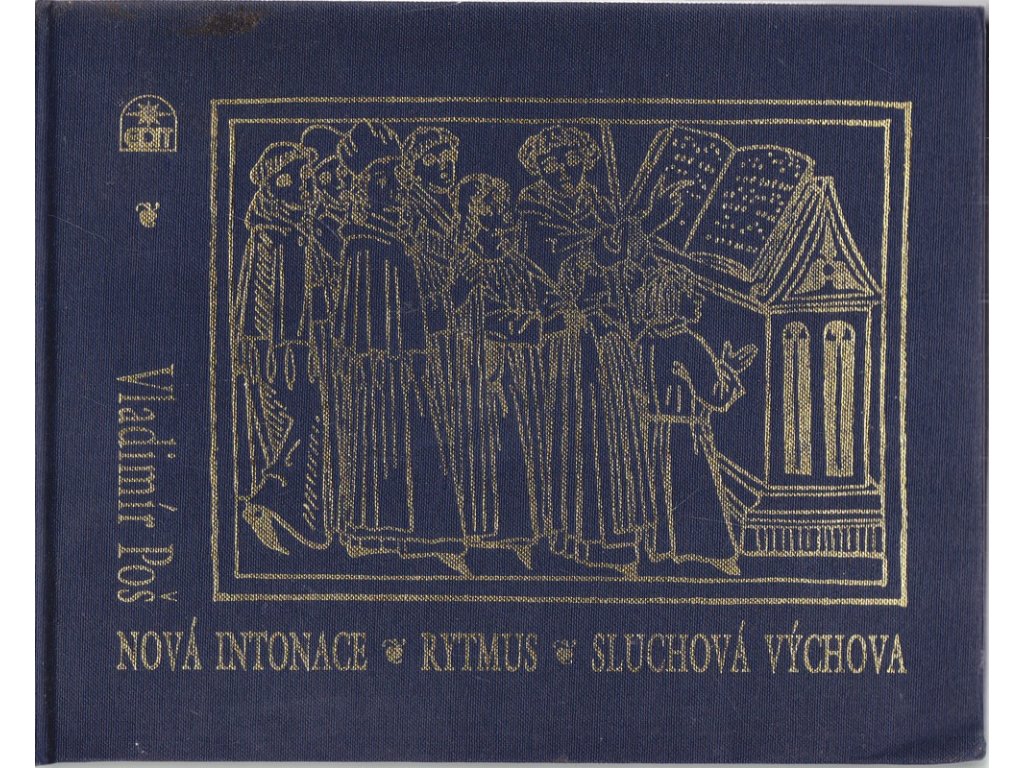 Vladimír Poš
NOVÁ INTONACE RYTMUS SLUCHOVÁ VÝCHOVA